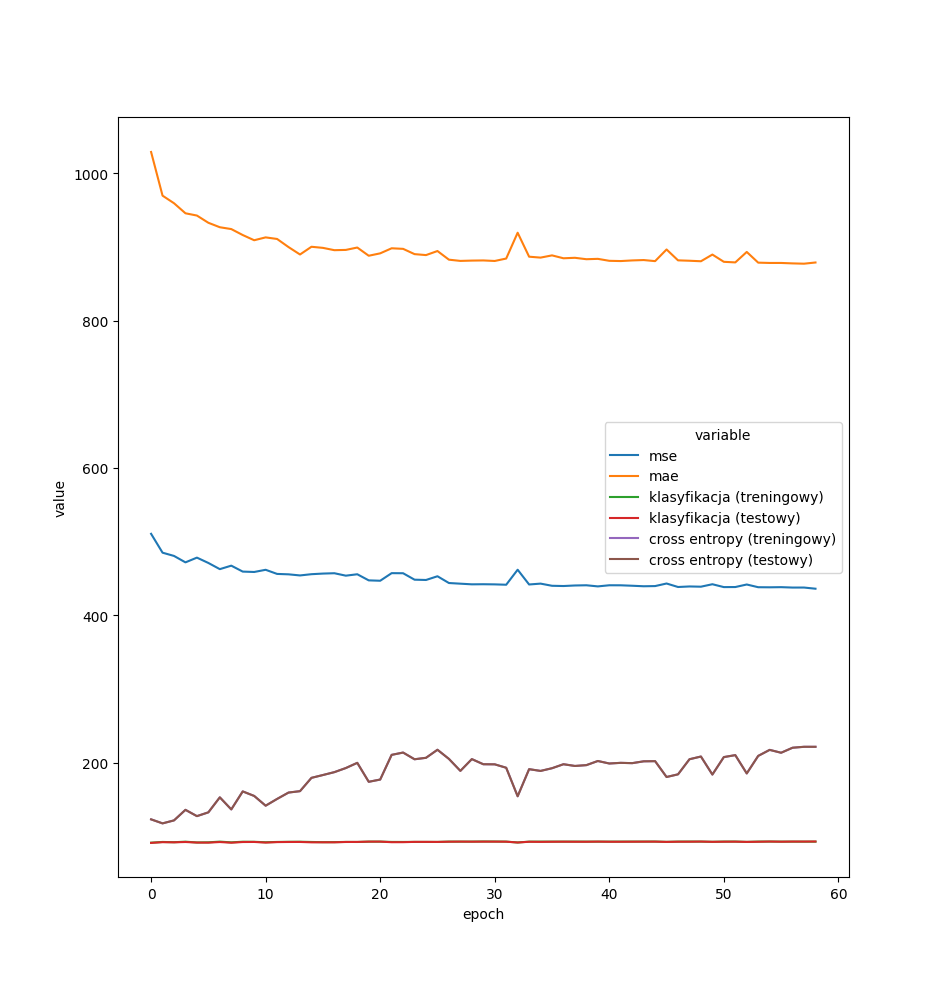 1000
800
600
400
200
value
variable
mse
mae
klasyfikacja (treningowy)
klasyfikacja (testowy)
cross entropy (treningowy)
cross entropy (testowy)
0 10 20 30 40 50 60
epoch